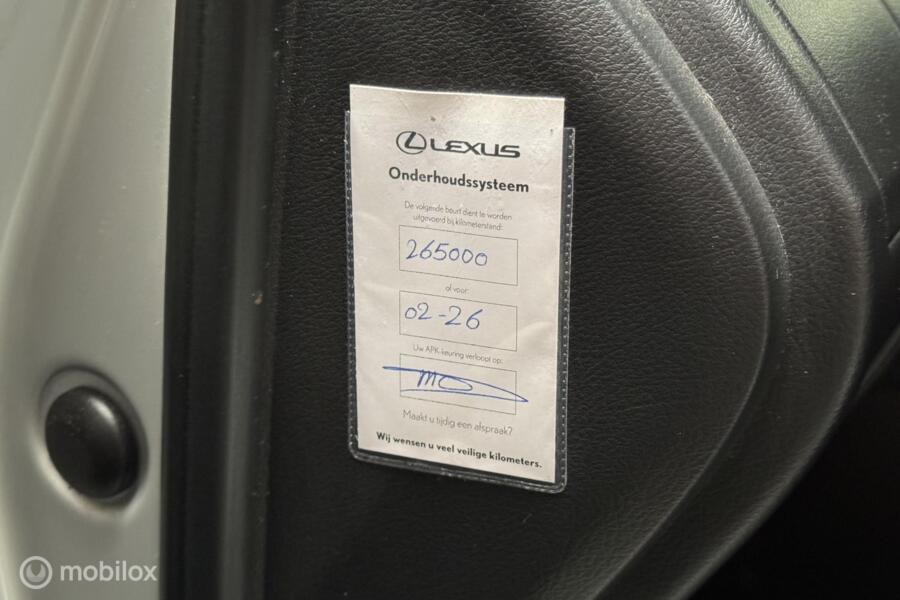 LEXUS
Onderhoudssysteem
De volgende beurt dient te worden
uitgevoerd bij kilometerstand:
265000
of voor:
02-26
Uw APK-keuring verloopt op:
Maakt u tijdig een afspraak?
Wij wensen u veel veilige kilometers.
mobilox